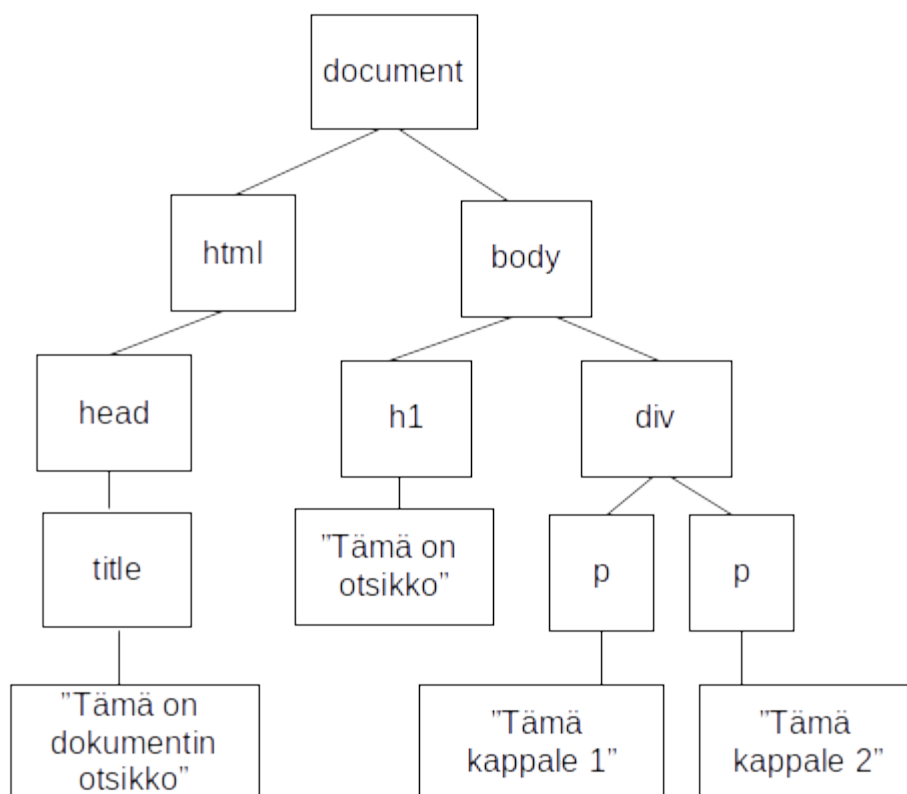 document
html
body
head
h1
div
title
”Tämä on
otsikko”
p
p
”Tämä on
dokumentin
otsikko”
”Tämä
kappale 1”
”Tämä
kappale 2”